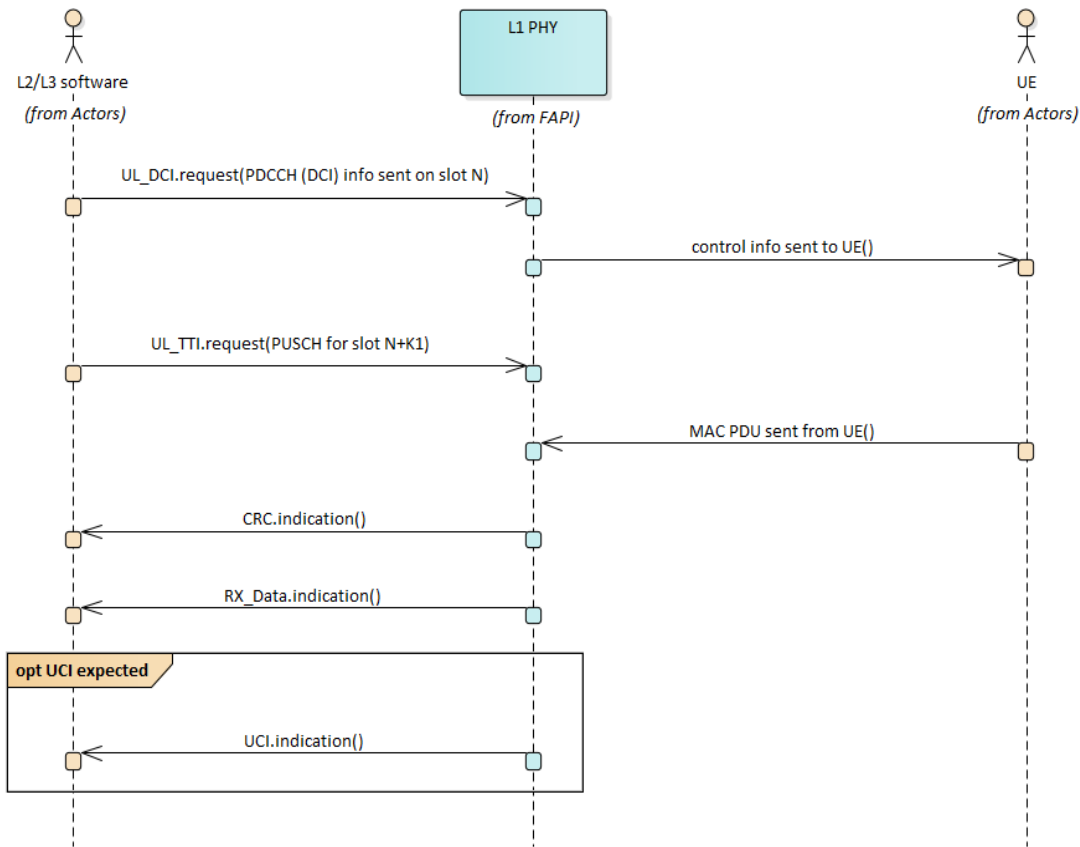 L1 PHY
L2/L3 software
UE
(from Actors)
(from FAPI)
(from Actors)
UL_DCI.request(PDCCH (DCI) info sent on slot N)
control info sent to UE()
UL_TTI.request(PUSCH for slot N+K1)
MAC PDU sent from UE()
CRC.indication()
RX_Data.indication()
opt UCI expected
UCI.indication()